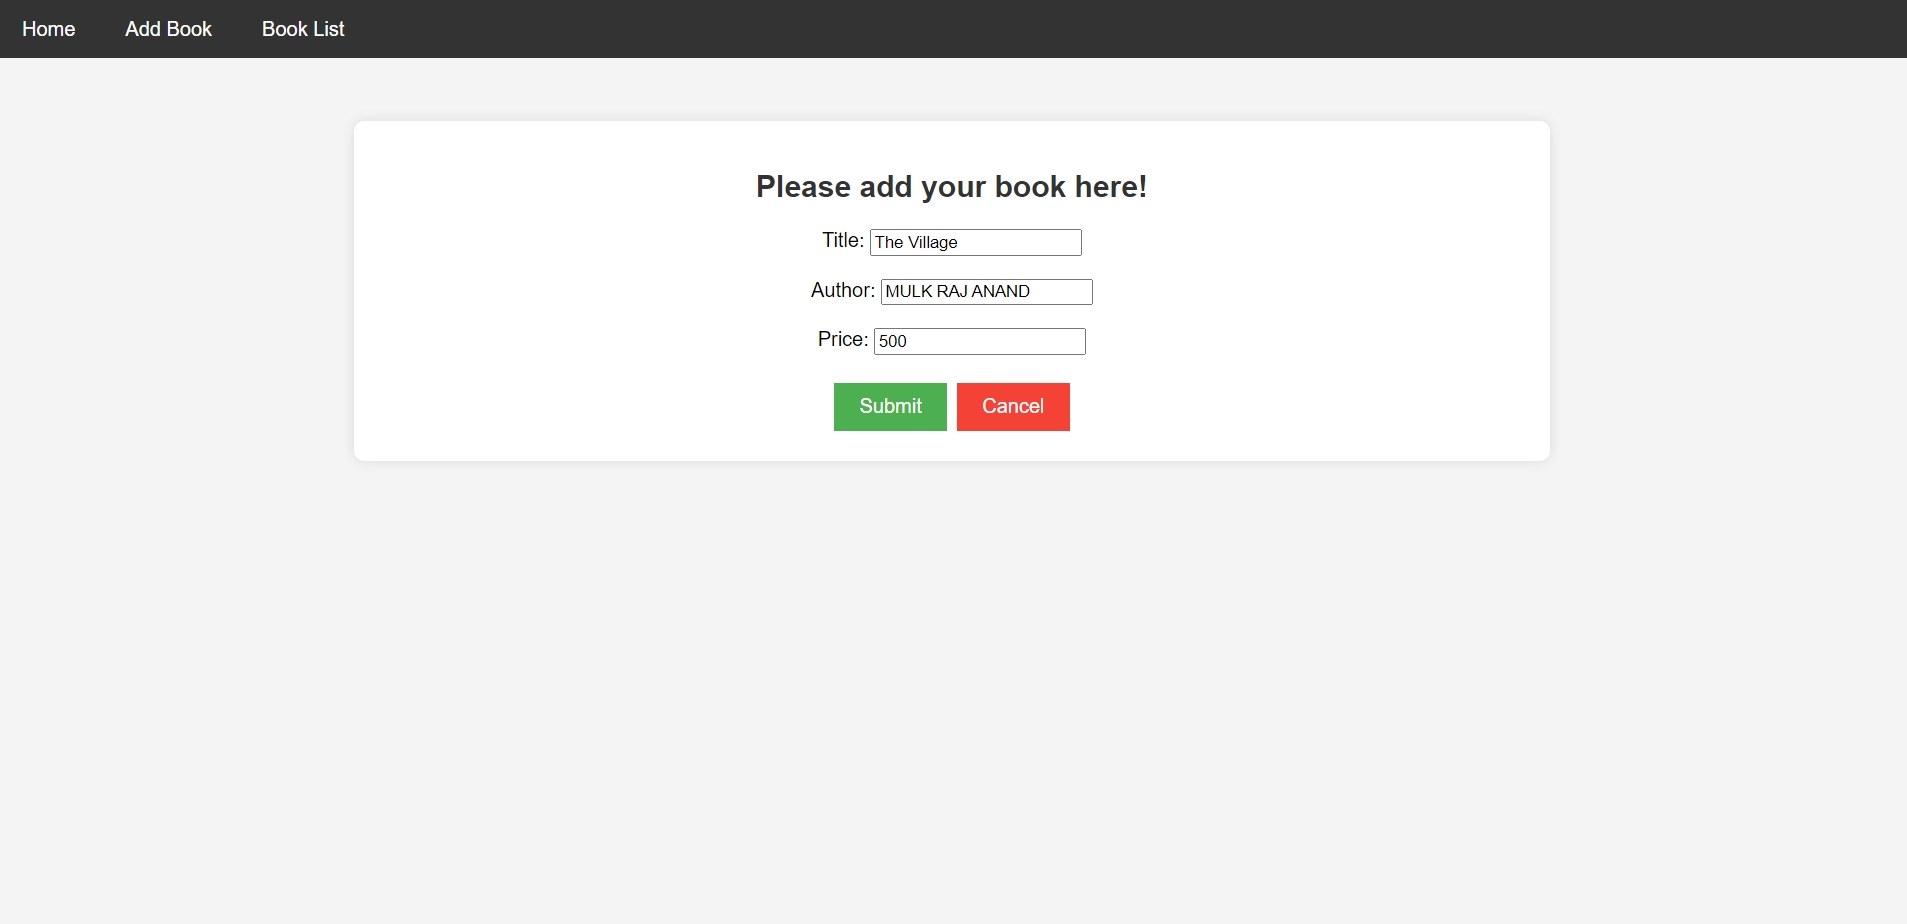 Home Add Book Book List
Please add your book here!
Title: The Village
Author: MULK RAJ ANAND
Price: 500
Submit Cancel